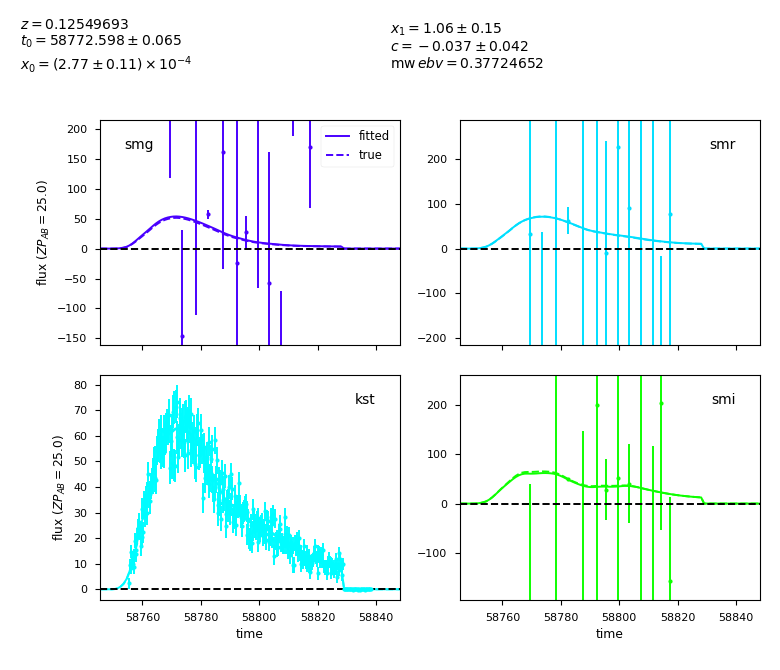 z = 0.12549693
t₀ = 58772.598 ± 0.065
x₀ = (2.77 ± 0.11) × 10⁻⁴
x₁ = 1.06 ± 0.15
c = −0.037 ± 0.042
mw ebv = 0.37724652
smg
fitted
true
200
150
100
50
0
−50
−100
−150
flux (ZP_AB = 25.0)
smr
200
100
0
−100
−200
kst
80
70
60
50
40
30
20
10
0
flux (ZP_AB = 25.0)
58760 58780 58800 58820 58840
time
smi
200
100
0
−100
58760 58780 58800 58820 58840
time